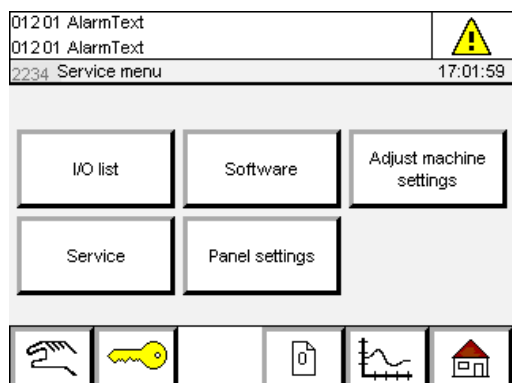 01201 AlarmText
01201 AlarmText
2234 Service menu 17:01:59
I/O list
Software
Adjust machine
settings
Service
Panel settings
0